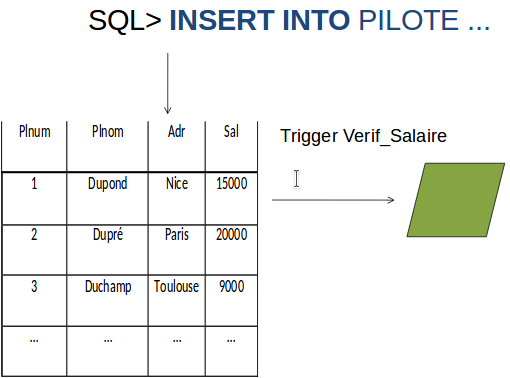 SQL> INSERT INTO PILOTE ...
Plnum Plnom Adr Sal
Trigger Verif_Salaire
1 Dupond Nice 15000
2 Dupré Paris 20000
3 Duchamp Toulouse 9000
... ... ... ...